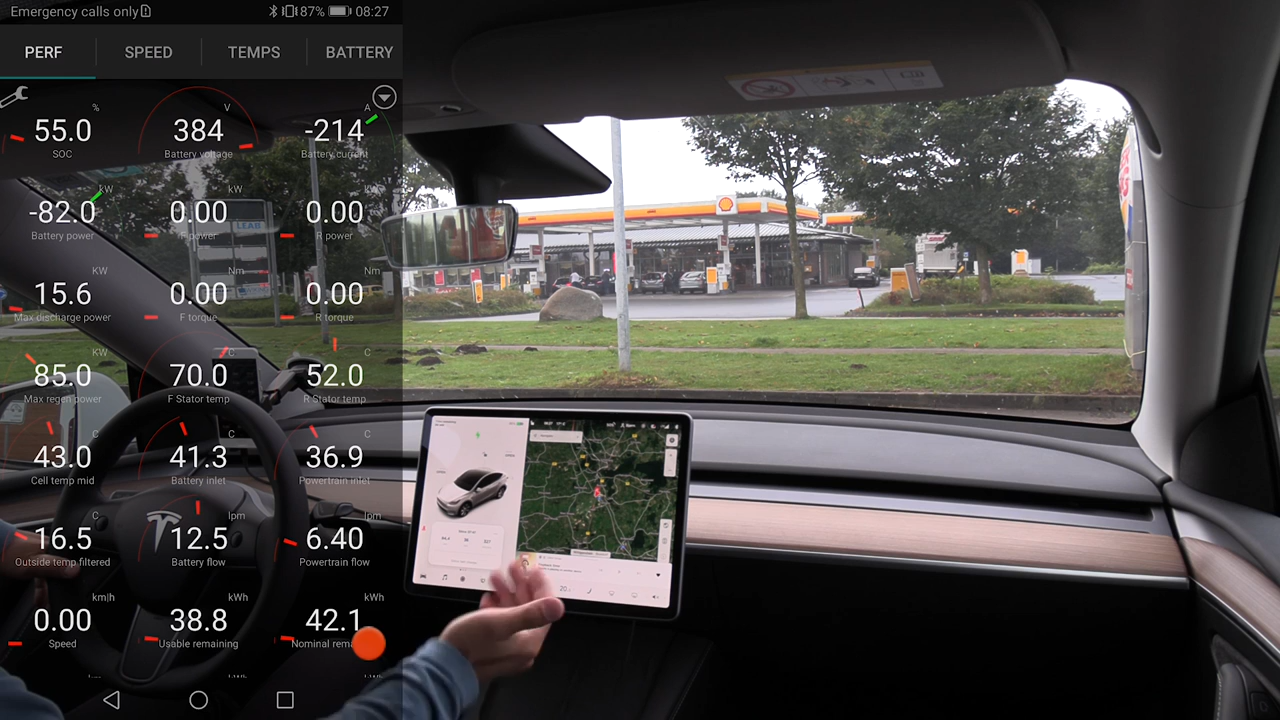 Emergency calls only 87% 08:27
PERF SPEED TEMPS BATTERY
% V A
55.0 384 -214
SOC Battery voltage Battery current
kW kW
-82.0 0.00 0.00
Battery power F power R power
KW Nm Nm
15.6 0.00 0.00
Max discharge power F torque R torque
KW C C
85.0 70.0 52.0
Max regen power F Stator temp R Stator temp
C C C
43.0 41.3 36.9
Cell temp mid Battery inlet Powertrain inlet
C lpm lpm
16.5 12.5 6.40
Outside temp filtered Battery flow Powertrain flow
km|h kWh kWh
0.00 38.8 42.1
Speed Usable remaining Nominal rema
LEAD